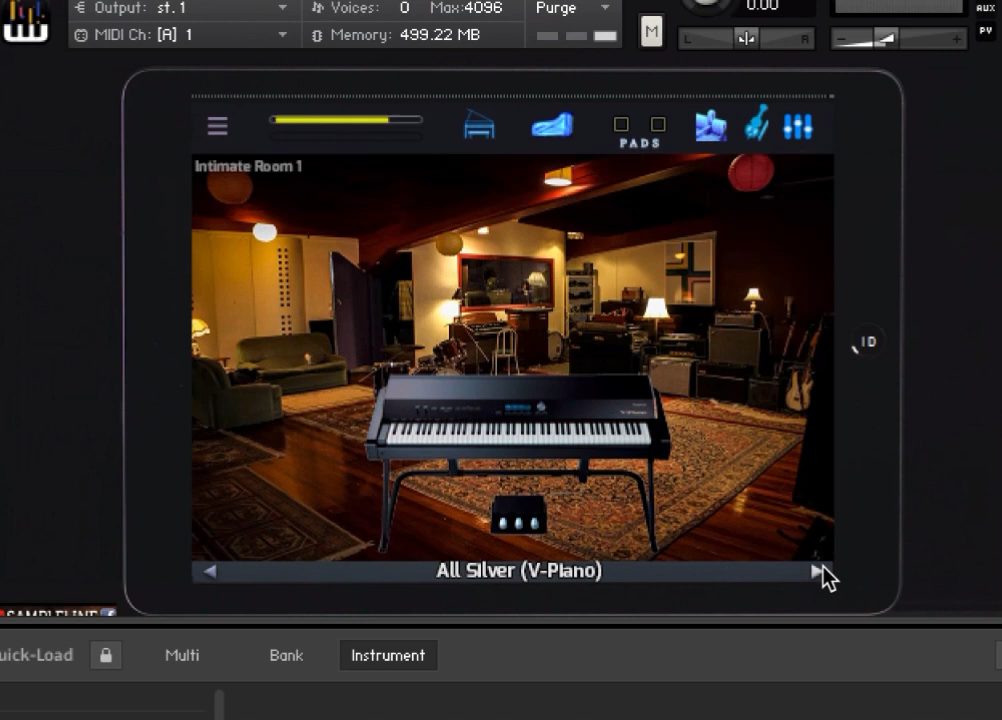 Output: st.1
Voices: 0 Max:4096
Purge
0.00
AUX
MIDI Ch: [A] 1
Memory: 499.22 MB
M
L R
PV
PADS
Intimate Room 1
ID
All Silver (V-Piano)
SAMPLELINE
uick-Load
Multi
Bank
Instrument